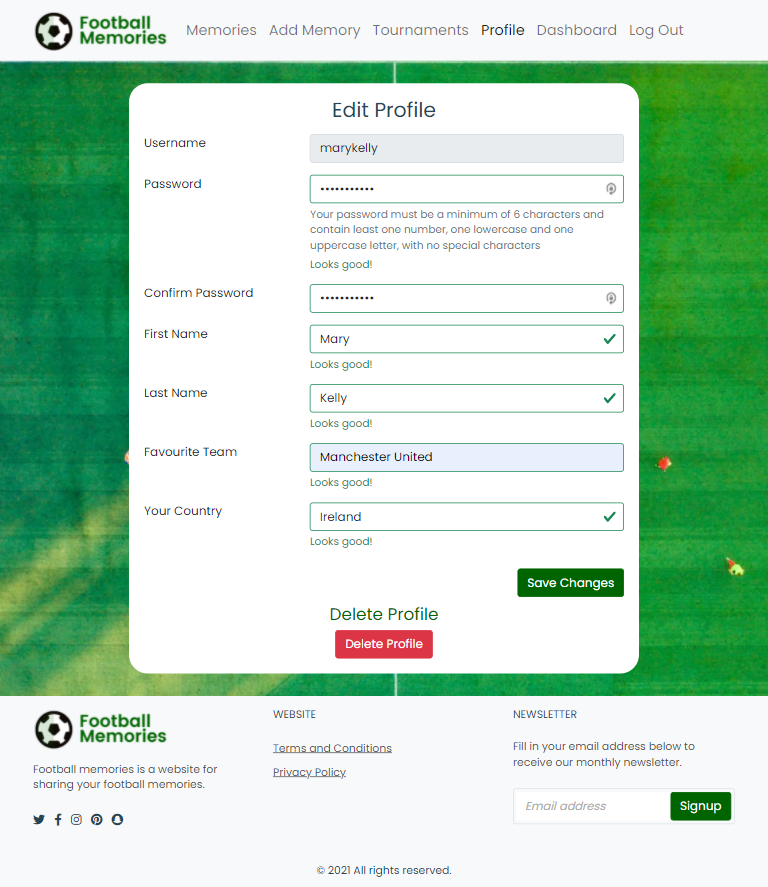 Football
Memories
Memories Add Memory Tournaments Profile Dashboard Log Out
Edit Profile
Username
marykelly
Password
•••••••••••
Your password must be a minimum of 6 characters and
contain least one number, one lowercase and one
uppercase letter, with no special characters
Looks good!
Confirm Password
•••••••••••
First Name
Mary
Looks good!
Last Name
Kelly
Looks good!
Favourite Team
Manchester United
Looks good!
Your Country
Ireland
Looks good!
Save Changes
Delete Profile
Delete Profile
Football
Memories
Football memories is a website for
sharing your football memories.
WEBSITE
Terms and Conditions
Privacy Policy
NEWSLETTER
Fill in your email address below to
receive our monthly newsletter.
Email address
Signup
© 2021 All rights reserved.